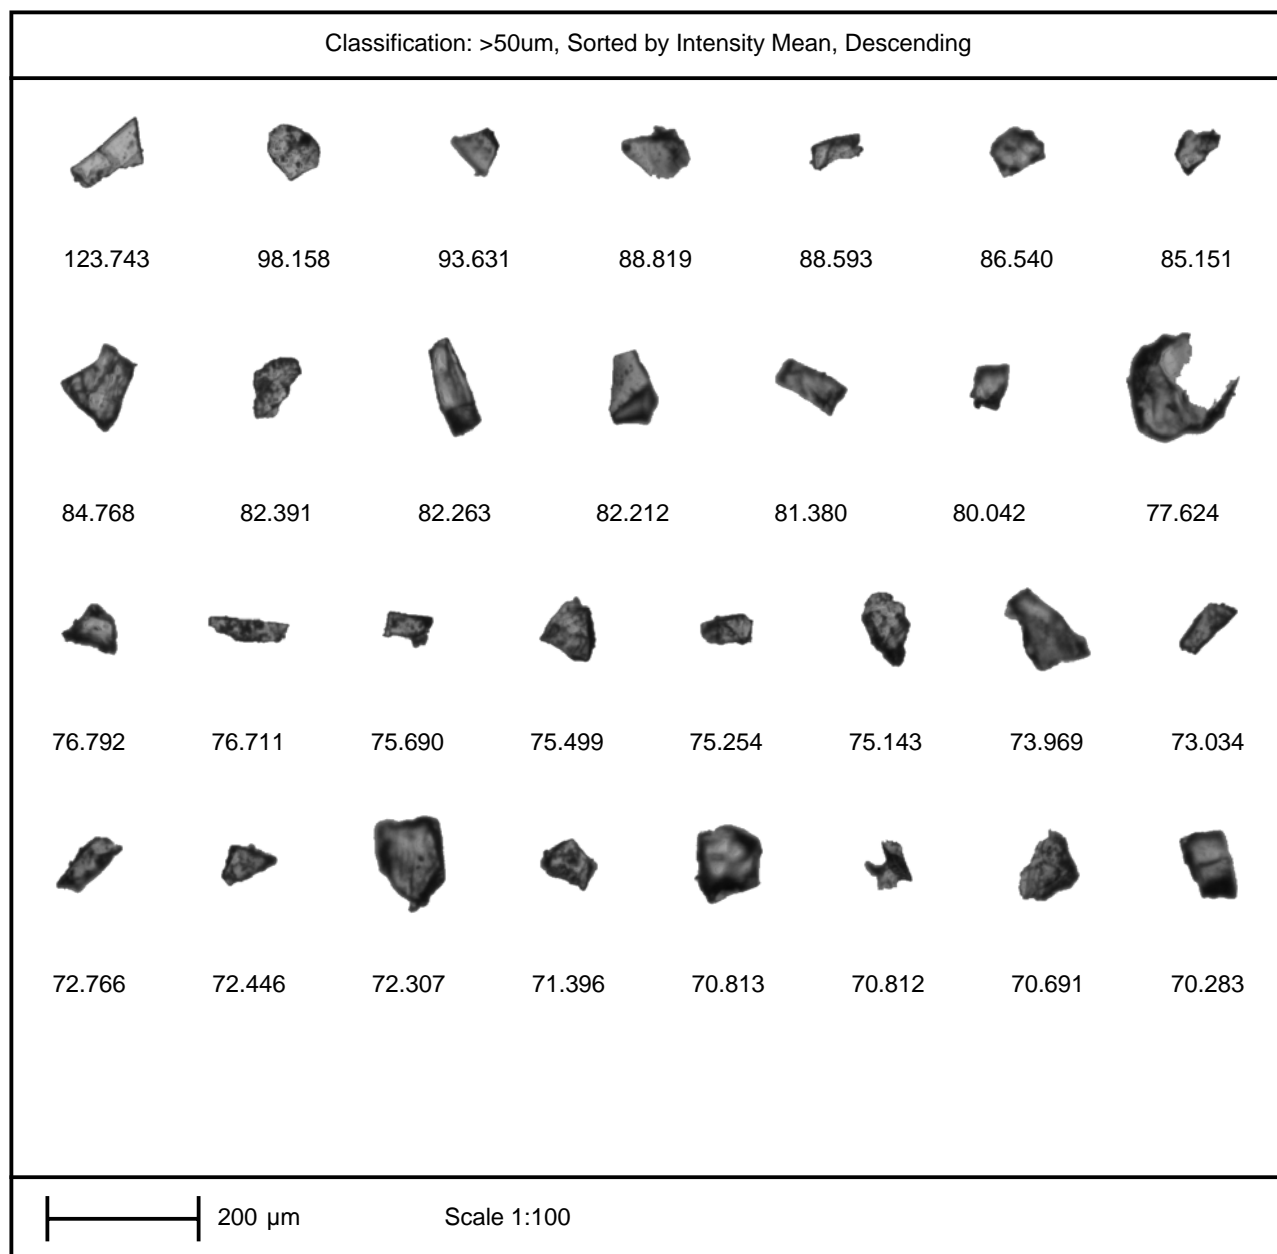 Classification: >50um, Sorted by Intensity Mean, Descending
123.743 98.158 93.631 88.819 88.593 86.540 85.151
84.768 82.391 82.263 82.212 81.380 80.042 77.624
76.792 76.711 75.690 75.499 75.254 75.143 73.969 73.034
72.766 72.446 72.307 71.396 70.813 70.812 70.691 70.283
200 µm Scale 1:100